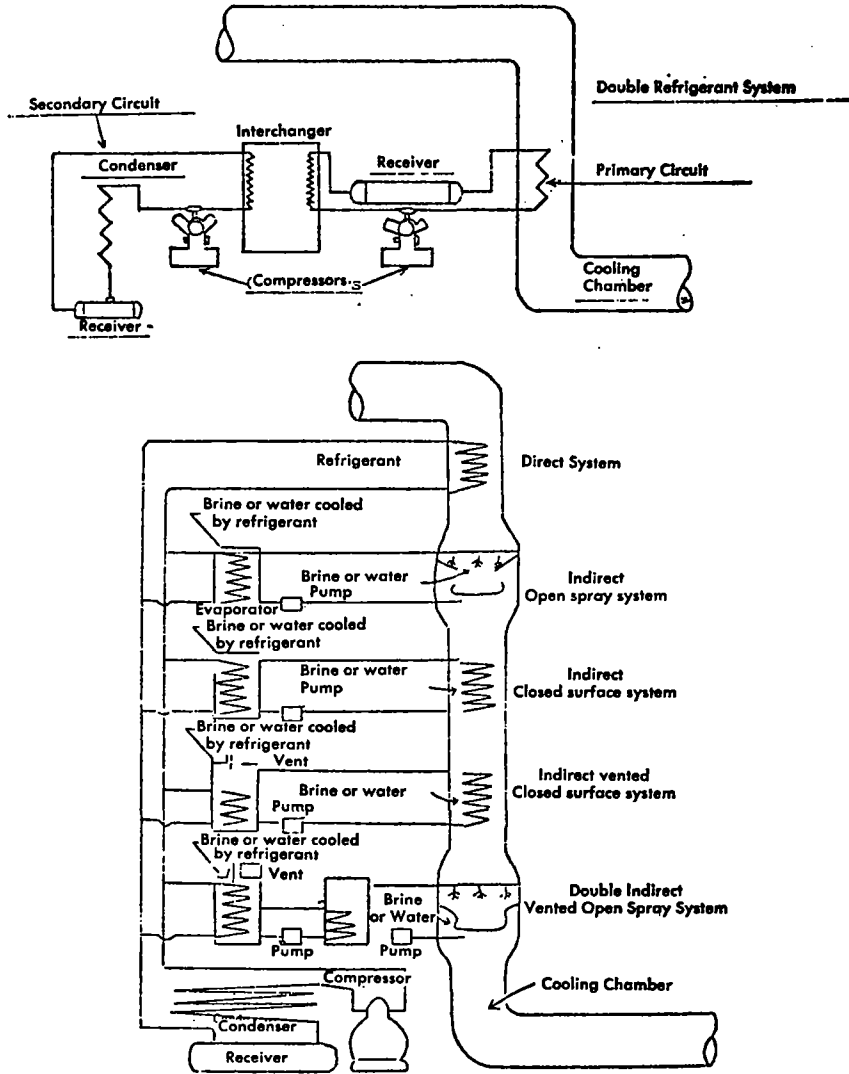 Double Refrigerant System
Secondary Circuit
Interchanger
Condenser
Receiver
Primary Circuit
(Compressors-s
Cooling
Chamber
Receiver -
Refrigerant
Direct System
Brine or water cooled
by refrigerant
Brine or water
Pump
Indirect
Open spray system
Evaporator
Brine or water cooled
by refrigerant
Brine or water
Pump
Indirect
Closed surface system
Brine or water cooled
by refrigerant
Vent
Brine or water
Pump
Indirect vented
Closed surface system
Brine or water cooled
by refrigerant
Vent
Brine
or Water
Double Indirect
Vented Open Spray System
Pump
Pump
Compressor
Cooling Chamber
Condenser
Receiver